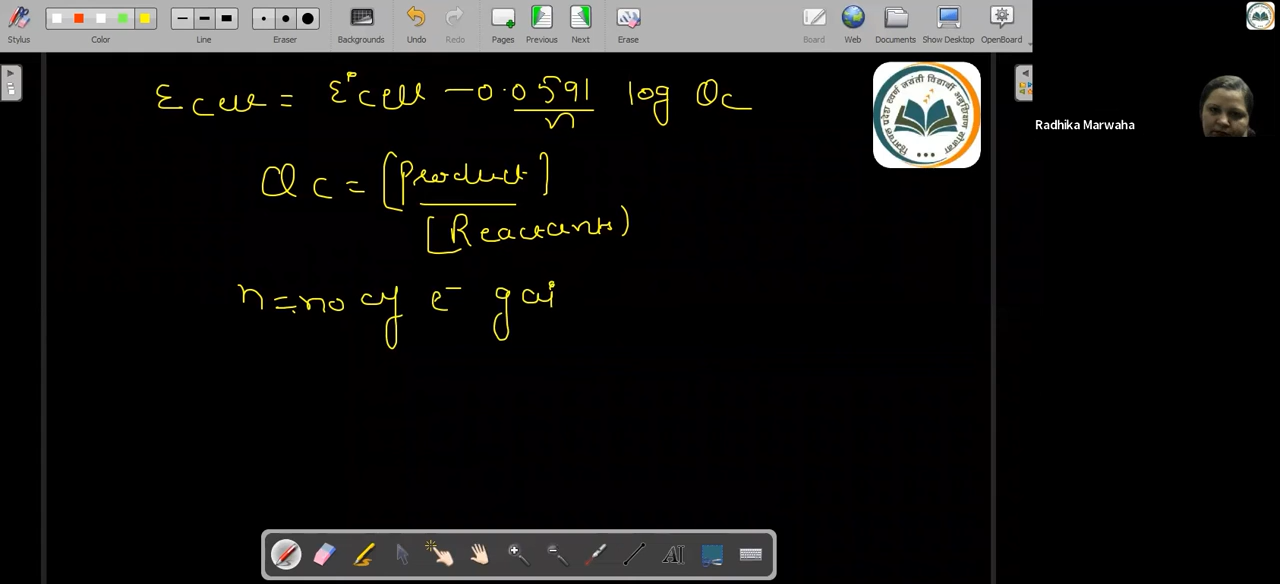 Stylus Color Line Eraser Backgrounds Undo Redo Pages Previous Next Erase Board Web Documents Show Desktop OpenBoard
Ecell = E°cell - 0.0591/n log Qc
Qc = [Product]
[Reactants)
n = no of e⁻ gai
Radhika Marwaha
AI